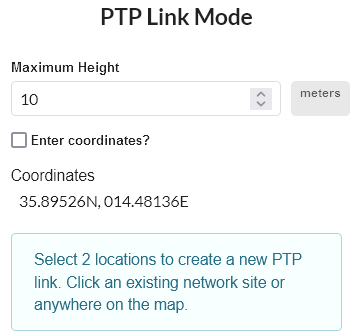 PTP Link Mode
Maximum Height
10
meters
Enter coordinates?
Coordinates
35.89526N, 014.48136E
Select 2 locations to create a new PTP
link. Click an existing network site or
anywhere on the map.